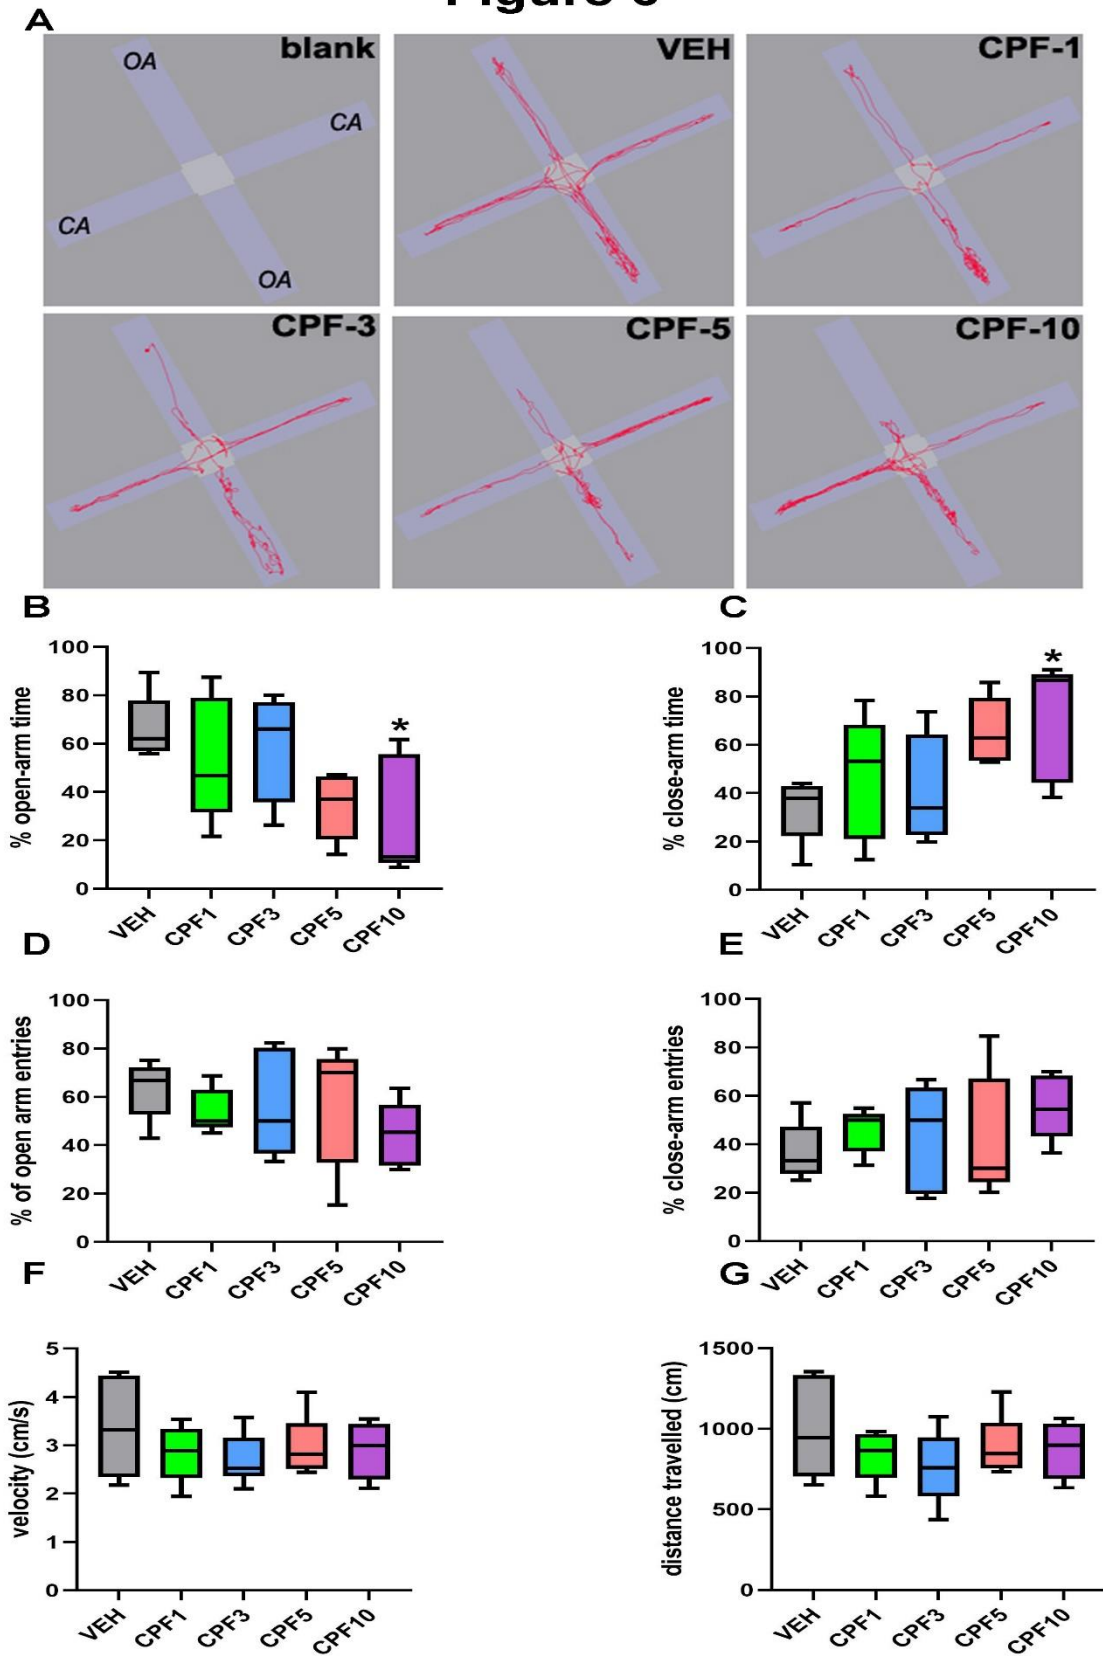 A
blank
OA
CA
CA
OA
VEH
CPF-1
CPF-3
CPF-5
CPF-10
B
% open-arm time
100
80
60
40
20
0
*
VEH
CPF1
CPF3
CPF5
CPF10
C
% close-arm time
100
80
60
40
20
0
*
VEH
CPF1
CPF3
CPF5
CPF10
D
% of open arm entries
100
80
60
40
20
0
VEH
CPF1
CPF3
CPF5
CPF10
E
% close-arm entries
100
80
60
40
20
0
VEH
CPF1
CPF3
CPF5
CPF10
F
velocity (cm/s)
5
4
3
2
1
0
VEH
CPF1
CPF3
CPF5
CPF10
G
distance travelled (cm)
1500
1000
500
0
VEH
CPF1
CPF3
CPF5
CPF10